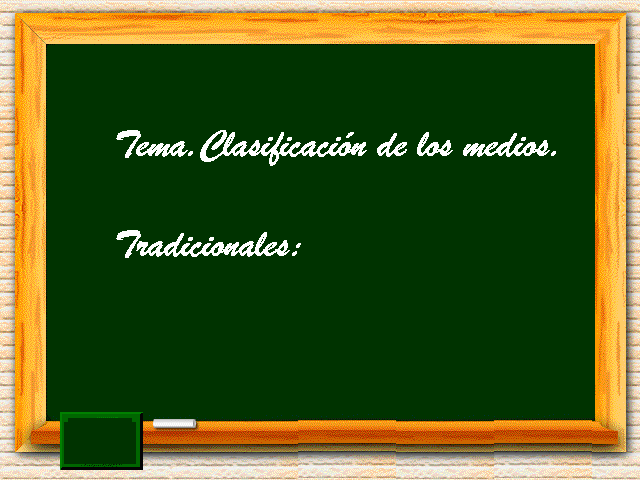 Tema. Clasificación de los medios.
Tradicionales: